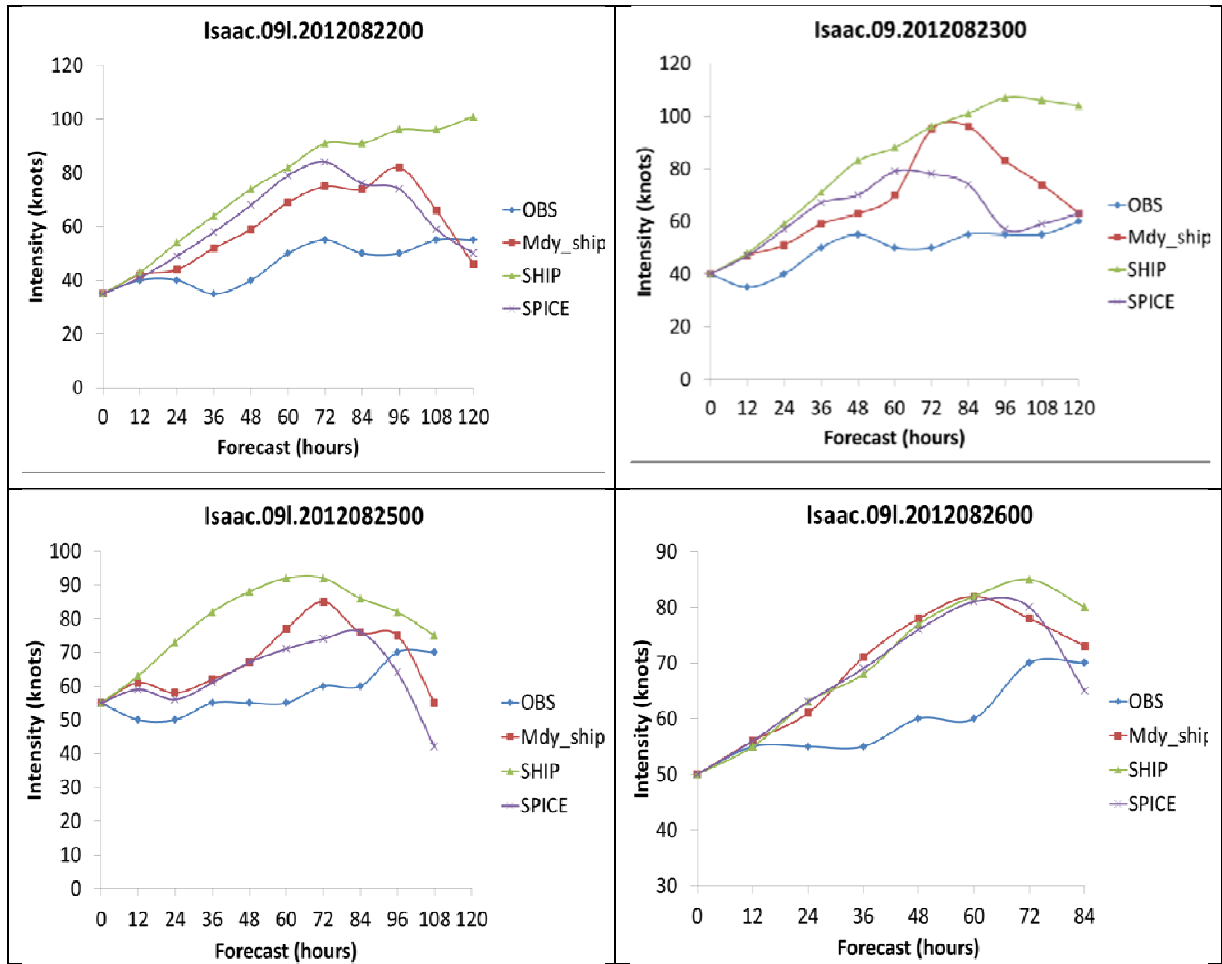 Isaac.09l.2012082200
Intensity (knots)
120
100
80
60
40
20
0
0 12 24 36 48 60 72 84 96 108 120
Forecast (hours)
OBS
Mdy_ship
SHIP
SPICE
Isaac.09.2012082300
Intensity (knots)
120
100
80
60
40
20
0
0 12 24 36 48 60 72 84 96 108 120
Forecast (hours)
OBS
Mdy_ship
SHIP
SPICE
Isaac.09l.2012082500
Intensity (knots)
100
90
80
70
60
50
40
30
20
10
0
0 12 24 36 48 60 72 84 96 108 120
Forecast (hours)
OBS
Mdy_ship
SHIP
SPICE
Isaac.09l.2012082600
Intensity (knots)
90
80
70
60
50
40
30
0 12 24 36 48 60 72 84
Forecast (hours)
OBS
Mdy_ship
SHIP
SPICE